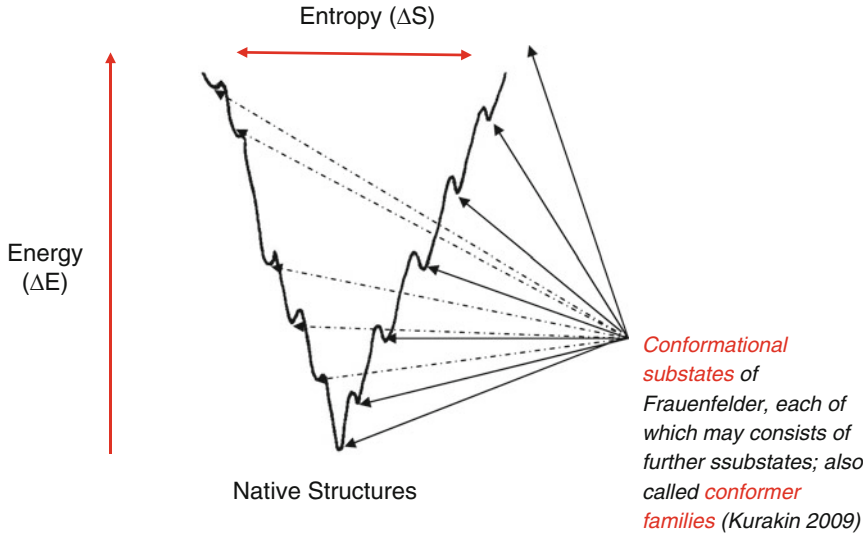 Entropy (ΔS)
Energy
(ΔE)
Conformational
substates of
Frauenfelder, each of
which may consists of
further ssubstates; also
called conformer
families (Kurakin 2009)
Native Structures